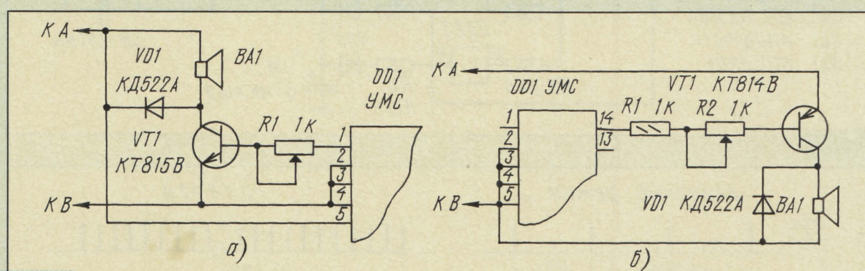 К А
VD1
КД522А
VT1
КТ815В
BA1
R1 1к
DD1
УМС
1
2
3
4
5
К В
а)
К А
DD1 УМС
1
2
3
4
5
14
13
R1 1к
R2 1к
VT1
КТ814В
К В
VD1 КД522А
BA1
б)